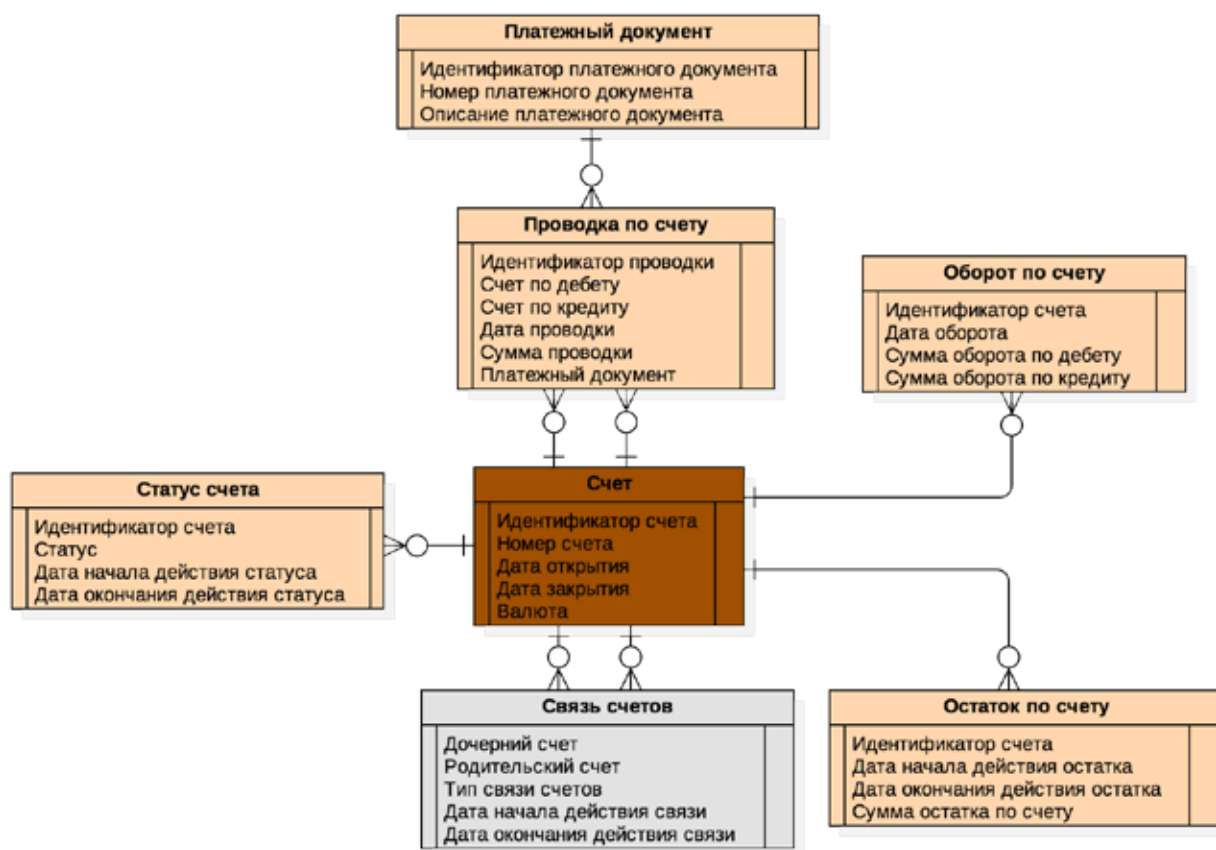 Платежный документ
Идентификатор платежного документа
Номер платежного документа
Описание платежного документа
Проводка по счету
Идентификатор проводки
Счет по дебету
Счет по кредиту
Дата проводки
Сумма проводки
Платежный документ
Оборот по счету
Идентификатор счета
Дата оборота
Сумма оборота по дебету
Сумма оборота по кредиту
Статус счета
Идентификатор счета
Статус
Дата начала действия статуса
Дата окончания действия статуса
Счет
Идентификатор счета
Номер счета
Дата открытия
Дата закрытия
Валюта
Связь счетов
Дочерний счет
Родительский счет
Тип связи счетов
Дата начала действия связи
Дата окончания действия связи
Остаток по счету
Идентификатор счета
Дата начала действия остатка
Дата окончания действия остатка
Сумма остатка по счету